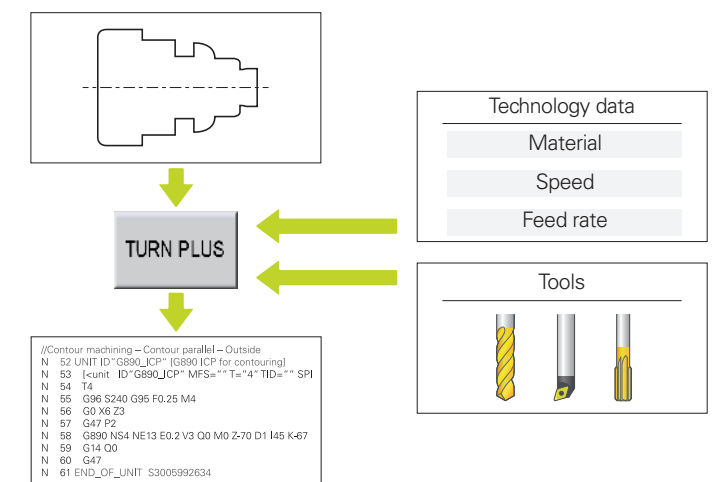 Technology data
Material
Speed
Feed rate
TURN PLUS
Tools
//Contour machining – Contour parallel – Outside
N 52 UNIT ID"G890_ICP" [G890 ICP for contouring]
N 53 [<unit ID"G890_ICP" MFS="" T="4" TID="" SPI
N 54 T4
N 55 G96 S240 G95 F0.25 M4
N 56 G0 X6 Z3
N 57 G47 P2
N 58 G890 NS4 NE13 E0.2 V3 Q0 M0 Z-70 D1 I45 K-67
N 59 G14 Q0
N 60 G47
N 61 END_OF_UNIT S3005992634